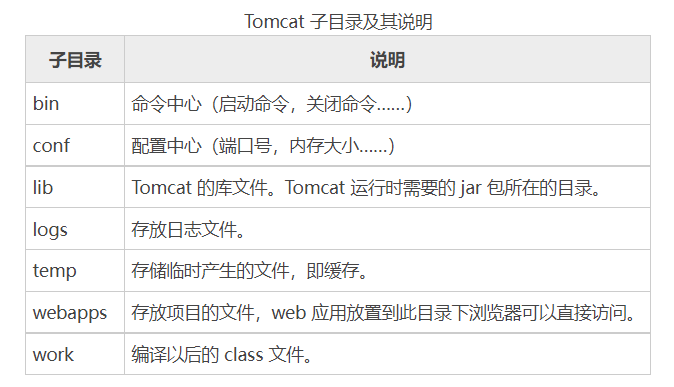 Tomcat 子目录及其说明
子目录 说明
bin 命令中心（启动命令，关闭命令……）
conf 配置中心（端口号，内存大小……）
lib Tomcat 的库文件。Tomcat 运行时需要的 jar 包所在的目录。
logs 存放日志文件。
temp 存储临时产生的文件，即缓存。
webapps 存放项目的文件，web 应用放置到此目录下浏览器可以直接访问。
work 编译以后的 class 文件。